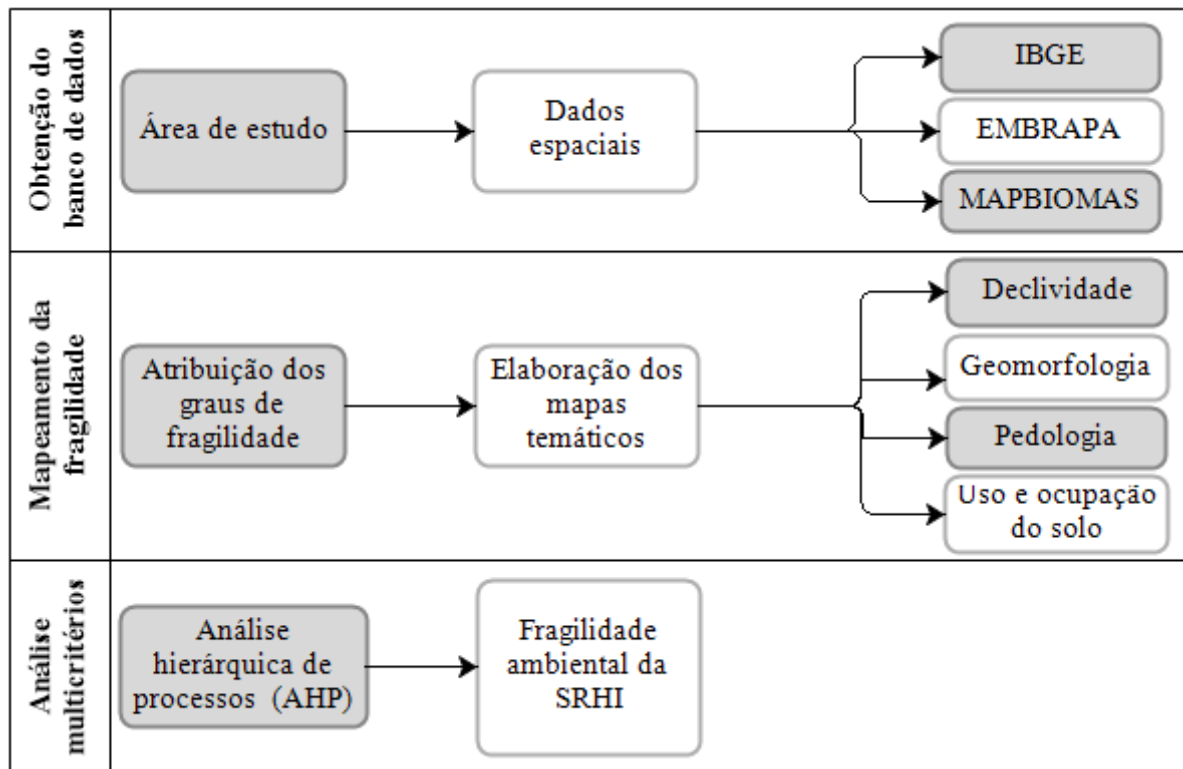 Obtenção do
banco de dados
Área de estudo
Dados
espaciais
IBGE
EMBRAPA
MAPBIOMAS
Mapeamento da
fragilidade
Atribuição dos
graus de
fragilidade
Elaboração dos
mapas
temáticos
Declividade
Geomorfologia
Pedologia
Uso e ocupação
do solo
Análise
multicritérios
Análise
hierárquica de
processos (AHP)
Fragilidade
ambiental da
SRHI